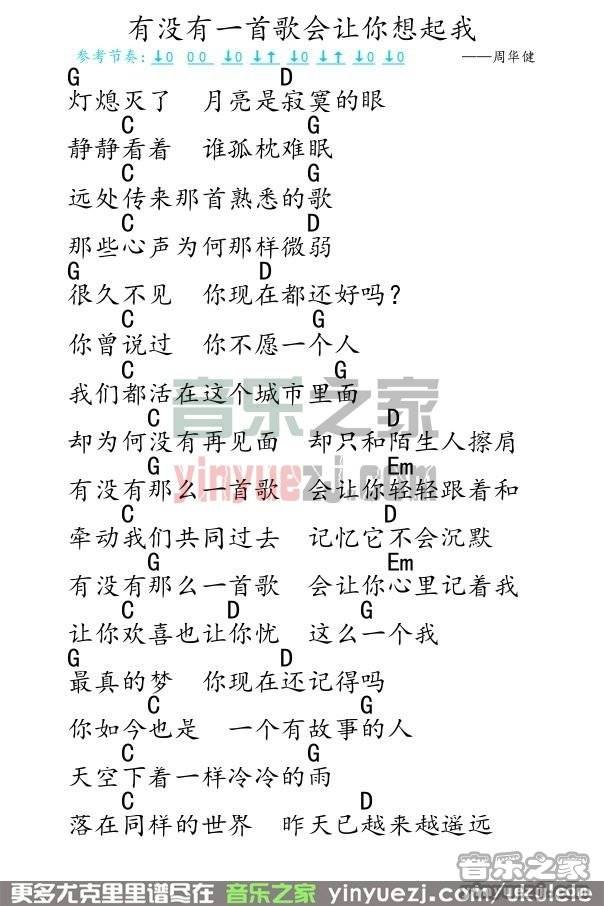 有没有一首歌会让你想起我
参考节奏: ↓0 00 ↓0 ↓↑ ↓0 ↓↑ ↓0 ↓0 ——周华健
G D
灯熄灭了 月亮是寂寞的眼
C G
静静看着 谁孤枕难眠
C G
远处传来那首熟悉的歌
C D
那些心声为何那样微弱
G D
很久不见 你现在都还好吗?
C G
你曾说过 你不愿一个人
C G
我们都活在这个城市里面
C D
却为何没有再见面 却只和陌生人擦肩
G Em
有没有那么一首歌 会让你轻轻跟着和
C D
牵动我们共同过去 记忆它不会沉默
G Em
有没有那么一首歌 会让你心里记着我
C D G
让你欢喜也让你忧 这么一个我
G D
最真的梦 你现在还记得吗
C G
你如今也是 一个有故事的人
C G
天空下着一样冷冷的雨
C D
落在同样的世界 昨天已越来越遥远
音乐之家
yinyuezj.com
音乐之家
yinyuezj.com
更多尤克里里谱尽在 音乐之家 yinyuezj.com/ukulele